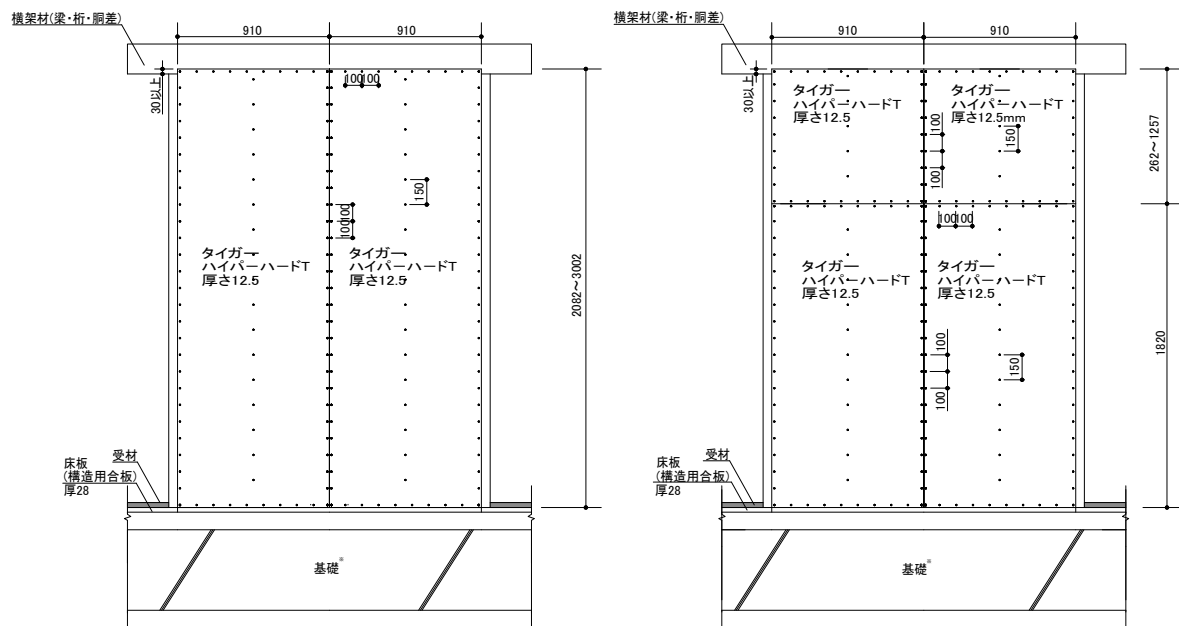 横架材(梁・桁・胴差)
910
910
30以上
100100
150
100100
タイガー
ハイパーハードT
厚さ12.5
タイガー
ハイパーハードT
厚さ12.5
2082～3002
床板
(構造用合板)
厚28
受材
基礎※
横架材(梁・桁・胴差)
910
910
30以上
タイガー
ハイパーハードT
厚さ12.5
タイガー
ハイパーハードT
厚さ12.5mm
100
100
150
262～1257
100100
タイガー
ハイパーハードT
厚さ12.5
タイガー
ハイパーハードT
厚さ12.5
100
100
150
1820
床板
(構造用合板)
厚28
受材
基礎※